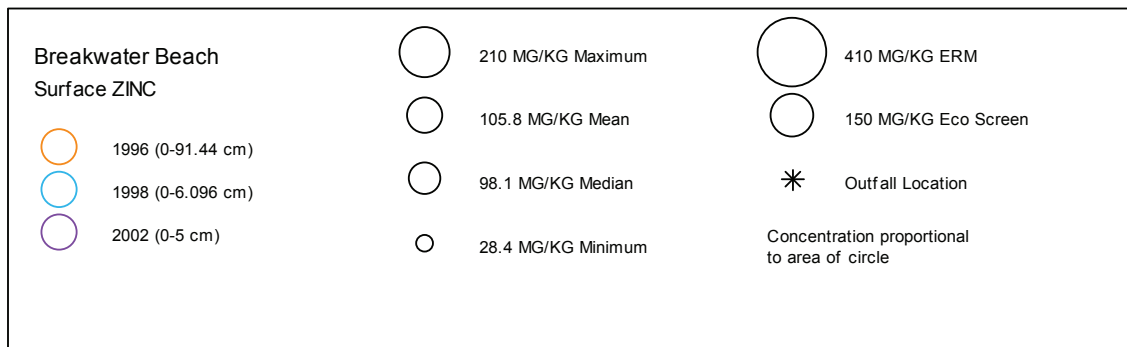 Breakwater Beach
Surface ZINC
1996 (0-91.44 cm)
1998 (0-6.096 cm)
2002 (0-5 cm)
210 MG/KG Maximum
105.8 MG/KG Mean
98.1 MG/KG Median
28.4 MG/KG Minimum
410 MG/KG ERM
150 MG/KG Eco Screen
Outfall Location
Concentration proportional
to area of circle